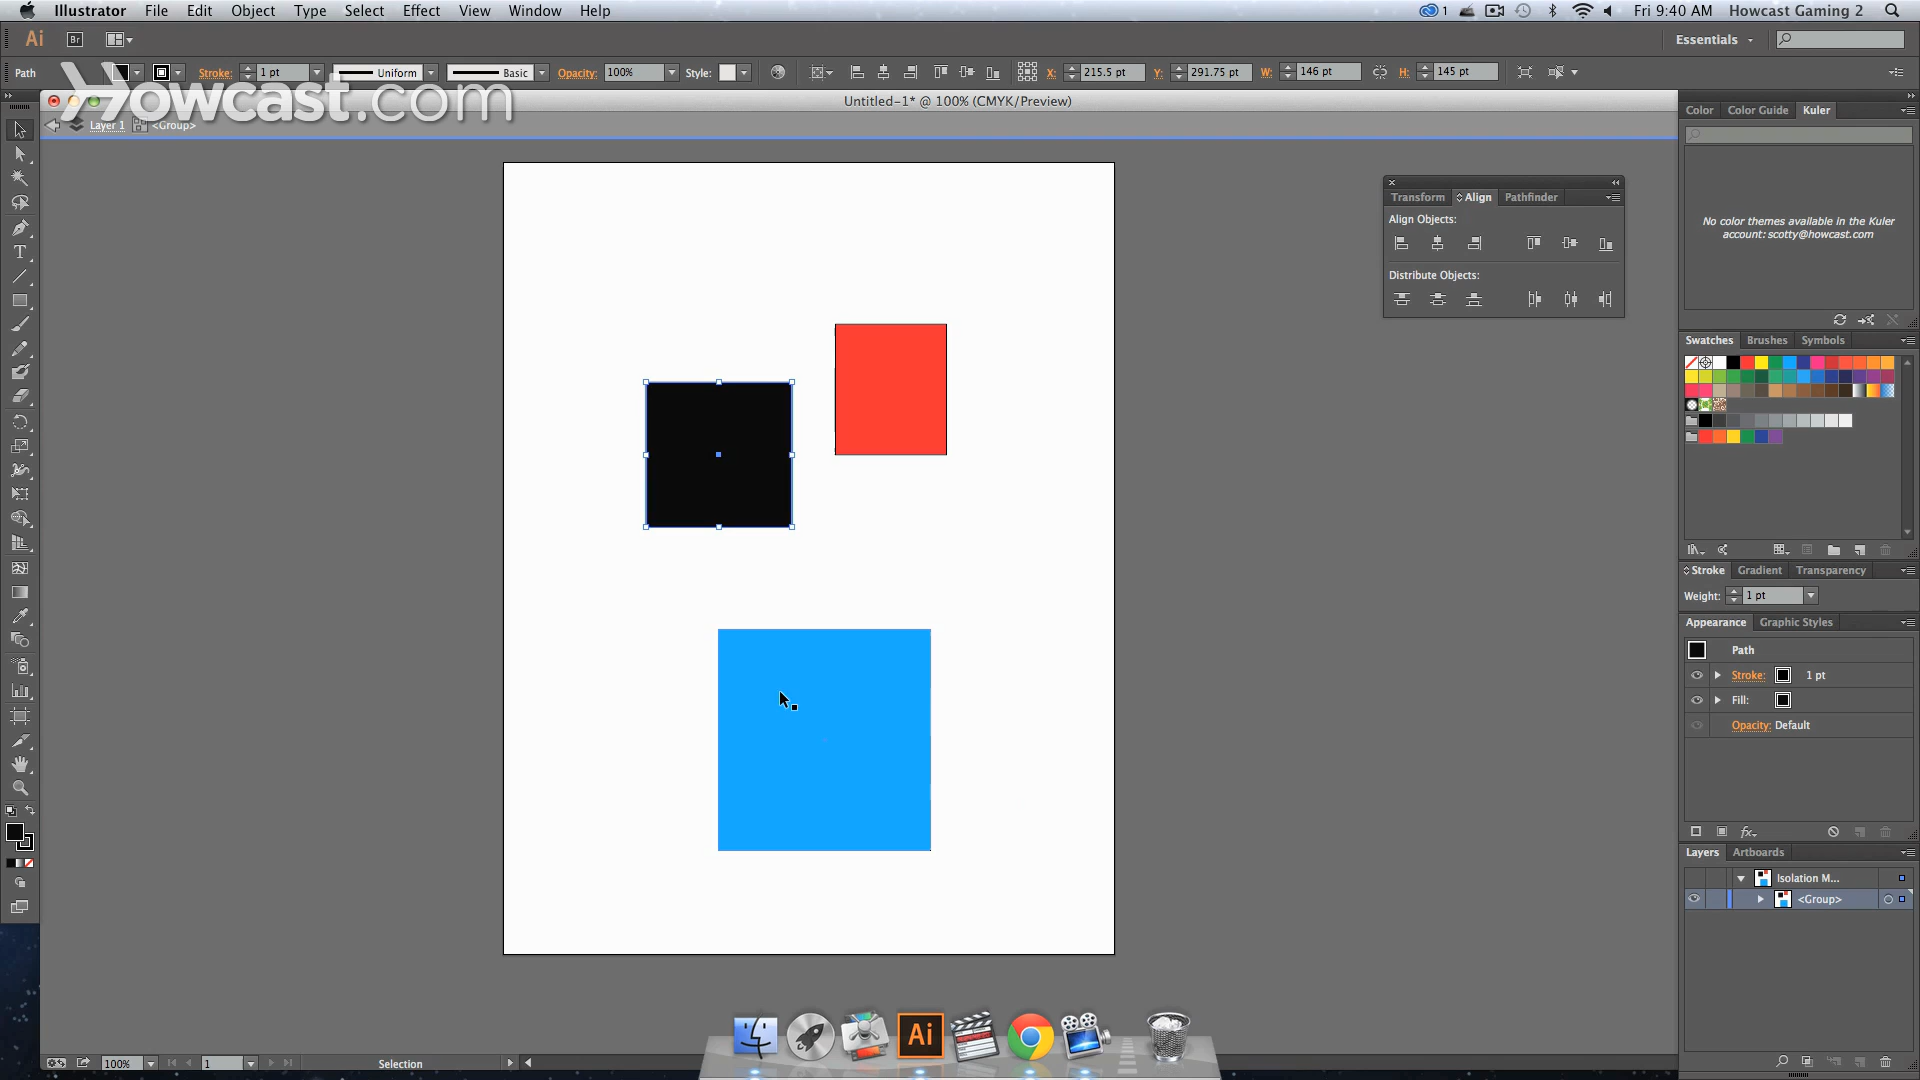 Illustrator File Edit Object Type Select Effect View Window Help
1 Fri 9:40 AM Howcast Gaming 2
Ai Br Essentials
Path Stroke: 1 pt Uniform Basic Opacity: 100% Style: X: 215.5 pt Y: 291.75 pt W: 146 pt H: 145 pt
Howcast.com
Untitled-1* @ 100% (CMYK/Preview)
Layer 1 <Group>
Color Color Guide Kuler
No color themes available in the Kuler
account: scotty@howcast.com
Transform Align Pathfinder
Align Objects:
Distribute Objects:
Swatches Brushes Symbols
Stroke Gradient Transparency
Weight: 1 pt
Appearance Graphic Styles
Path
Stroke: 1 pt
Fill:
Opacity: Default
fx
Layers Artboards
Isolation M...
<Group>
Ai
100% 1 Selection